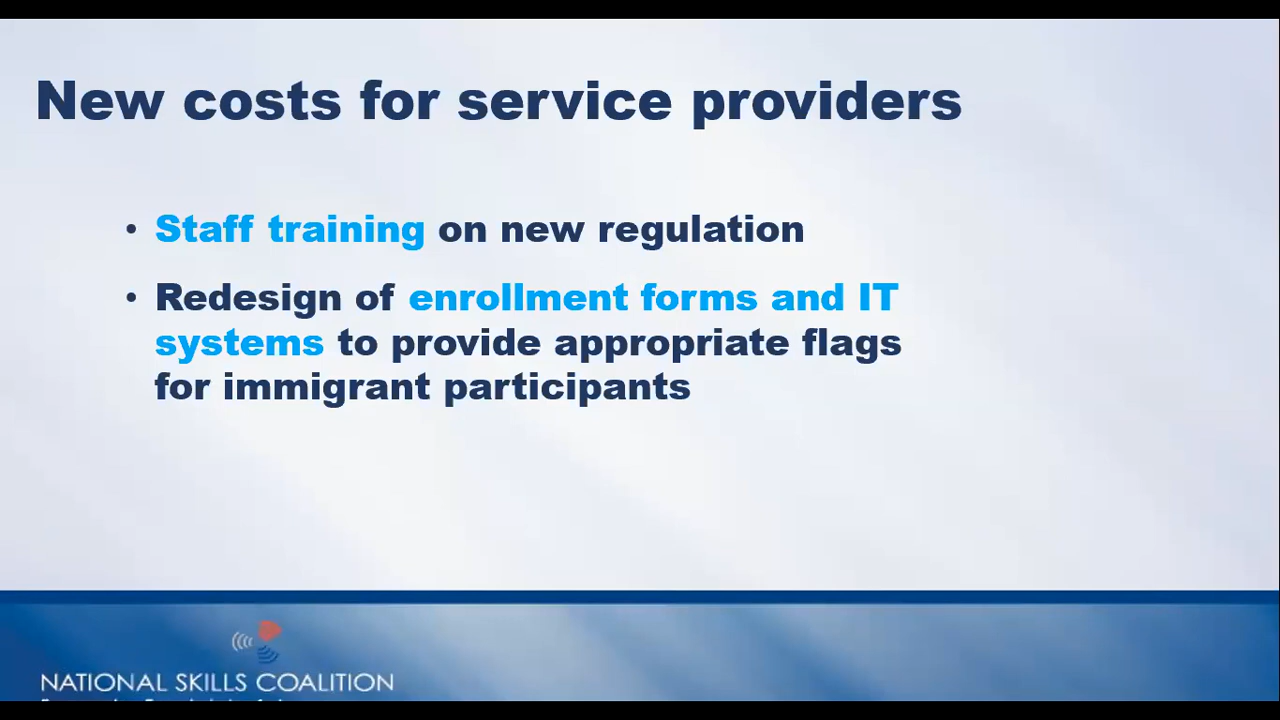 New costs for service providers
• Staff training on new regulation
• Redesign of enrollment forms and IT
systems to provide appropriate flags
for immigrant participants
NATIONAL SKILLS COALITION